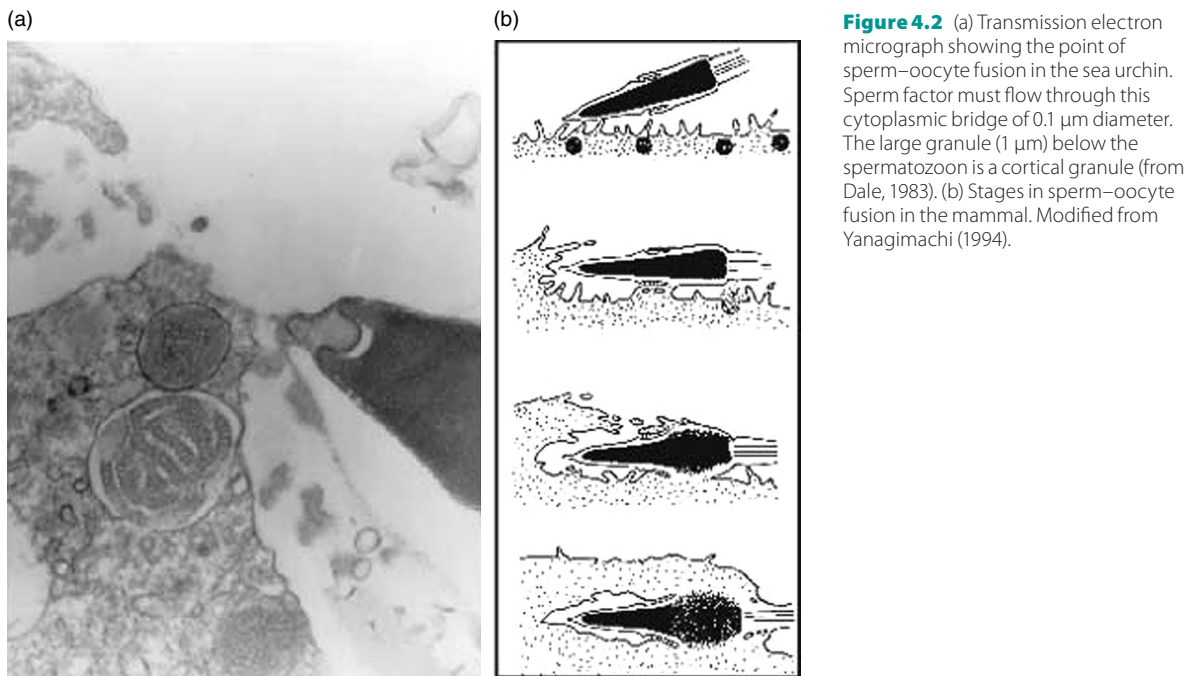 (a)
(b)
Figure 4.2 (a) Transmission electron
micrograph showing the point of
sperm–oocyte fusion in the sea urchin.
Sperm factor must flow through this
cytoplasmic bridge of 0.1 μm diameter.
The large granule (1 μm) below the
spermatozoon is a cortical granule (from
Dale, 1983). (b) Stages in sperm–oocyte
fusion in the mammal. Modified from
Yanagimachi (1994).